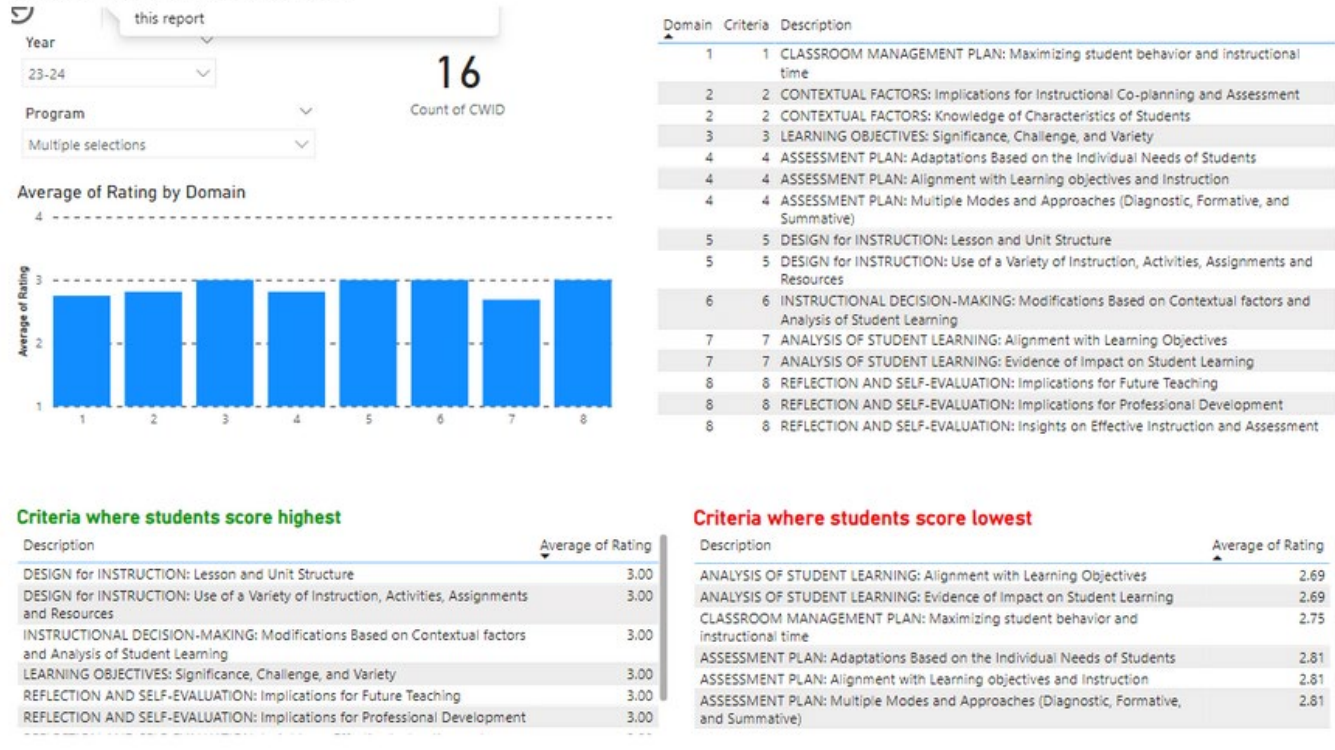 this report
Year
23-24
Program
Multiple selections
16
Count of CWID
Average of Rating by Domain
Average of Rating
4
3
2
1
1 2 3 4 5 6 7 8
Domain Criteria Description
1 1 CLASSROOM MANAGEMENT PLAN: Maximizing student behavior and instructional
time
2 2 CONTEXTUAL FACTORS: Implications for Instructional Co-planning and Assessment
2 2 CONTEXTUAL FACTORS: Knowledge of Characteristics of Students
3 3 LEARNING OBJECTIVES: Significance, Challenge, and Variety
4 4 ASSESSMENT PLAN: Adaptations Based on the Individual Needs of Students
4 4 ASSESSMENT PLAN: Alignment with Learning objectives and Instruction
4 4 ASSESSMENT PLAN: Multiple Modes and Approaches (Diagnostic, Formative, and
Summative)
5 5 DESIGN for INSTRUCTION: Lesson and Unit Structure
5 5 DESIGN for INSTRUCTION: Use of a Variety of Instruction, Activities, Assignments and
Resources
6 6 INSTRUCTIONAL DECISION-MAKING: Modifications Based on Contextual factors and
Analysis of Student Learning
7 7 ANALYSIS OF STUDENT LEARNING: Alignment with Learning Objectives
7 7 ANALYSIS OF STUDENT LEARNING: Evidence of Impact on Student Learning
8 8 REFLECTION AND SELF-EVALUATION: Implications for Future Teaching
8 8 REFLECTION AND SELF-EVALUATION: Implications for Professional Development
8 8 REFLECTION AND SELF-EVALUATION: Insights on Effective Instruction and Assessment
Criteria where students score highest
Description Average of Rating
DESIGN for INSTRUCTION: Lesson and Unit Structure 3.00
DESIGN for INSTRUCTION: Use of a Variety of Instruction, Activities, Assignments 3.00
and Resources
INSTRUCTIONAL DECISION-MAKING: Modifications Based on Contextual factors 3.00
and Analysis of Student Learning
LEARNING OBJECTIVES: Significance, Challenge, and Variety 3.00
REFLECTION AND SELF-EVALUATION: Implications for Future Teaching 3.00
REFLECTION AND SELF-EVALUATION: Implications for Professional Development 3.00
Criteria where students score lowest
Description Average of Rating
ANALYSIS OF STUDENT LEARNING: Alignment with Learning Objectives 2.69
ANALYSIS OF STUDENT LEARNING: Evidence of Impact on Student Learning 2.69
CLASSROOM MANAGEMENT PLAN: Maximizing student behavior and 2.75
instructional time
ASSESSMENT PLAN: Adaptations Based on the Individual Needs of Students 2.81
ASSESSMENT PLAN: Alignment with Learning objectives and Instruction 2.81
ASSESSMENT PLAN: Multiple Modes and Approaches (Diagnostic, Formative, 2.81
and Summative)